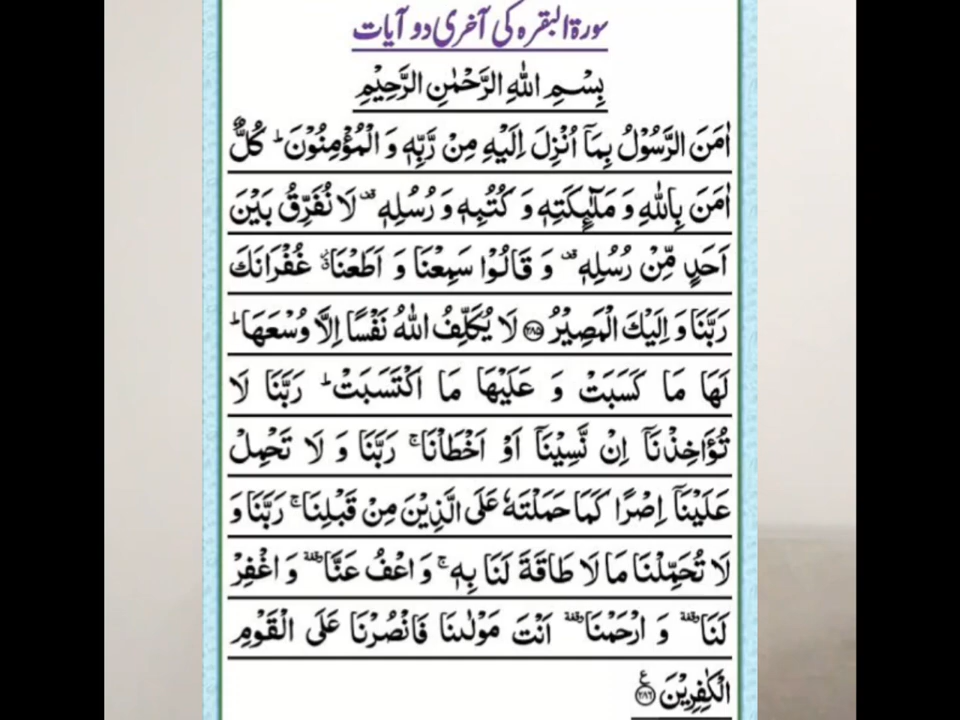 سورۃ البقرہ کی آخری دو آیات
بِسْمِ اللّٰهِ الرَّحْمٰنِ الرَّحِيْمِ
اٰمَنَ الرَّسُوْلُ بِمَاۤ اُنْزِلَ اِلَيْهِ مِنْ رَّبِّهٖ وَ الْمُؤْمِنُوْنَ ؕ كُلٌّ
اٰمَنَ بِاللّٰهِ وَ مَلٰٓىِٕكَتِهٖ وَ كُتُبِهٖ وَ رُسُلِهٖ ۫ لَا نُفَرِّقُ بَيْنَ
اَحَدٍ مِّنْ رُّسُلِهٖ ۫ وَ قَالُوْا سَمِعْنَا وَ اَطَعْنَا ۗ غُفْرَانَكَ
رَبَّنَا وَ اِلَيْكَ الْمَصِيْرُ ﴿۲۸۵﴾ لَا يُكَلِّفُ اللّٰهُ نَفْسًا اِلَّا وُسْعَهَا ؕ
لَهَا مَا كَسَبَتْ وَ عَلَيْهَا مَا اكْتَسَبَتْ ؕ رَبَّنَا لَا
تُؤَاخِذْنَاۤ اِنْ نَّسِيْنَاۤ اَوْ اَخْطَاْنَا ۚ رَبَّنَا وَ لَا تَحْمِلْ
عَلَيْنَاۤ اِصْرًا كَمَا حَمَلْتَهٗ عَلَى الَّذِيْنَ مِنْ قَبْلِنَا ۚ رَبَّنَا وَ
لَا تُحَمِّلْنَا مَا لَا طَاقَةَ لَنَا بِهٖ ۚ وَ اعْفُ عَنَّا ٝ وَ اغْفِرْ
لَنَا ٝ وَ ارْحَمْنَا ٝ اَنْتَ مَوْلٰىنَا فَانْصُرْنَا عَلَى الْقَوْمِ
الْكٰفِرِيْنَ ﴿۲۸۶﴾ ع